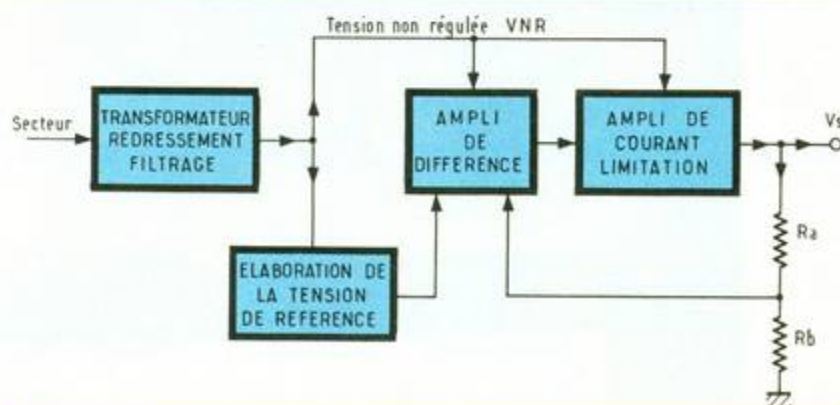 Tension non régulée VNR
Secteur
TRANSFORMATEUR
REDRESSEMENT
FILTRAGE
AMPLI
DE
DIFFERENCE
AMPLI DE
COURANT
LIMITATION
Vs
Ra
ELABORATION DE
LA TENSION
DE REFERENCE
Rb